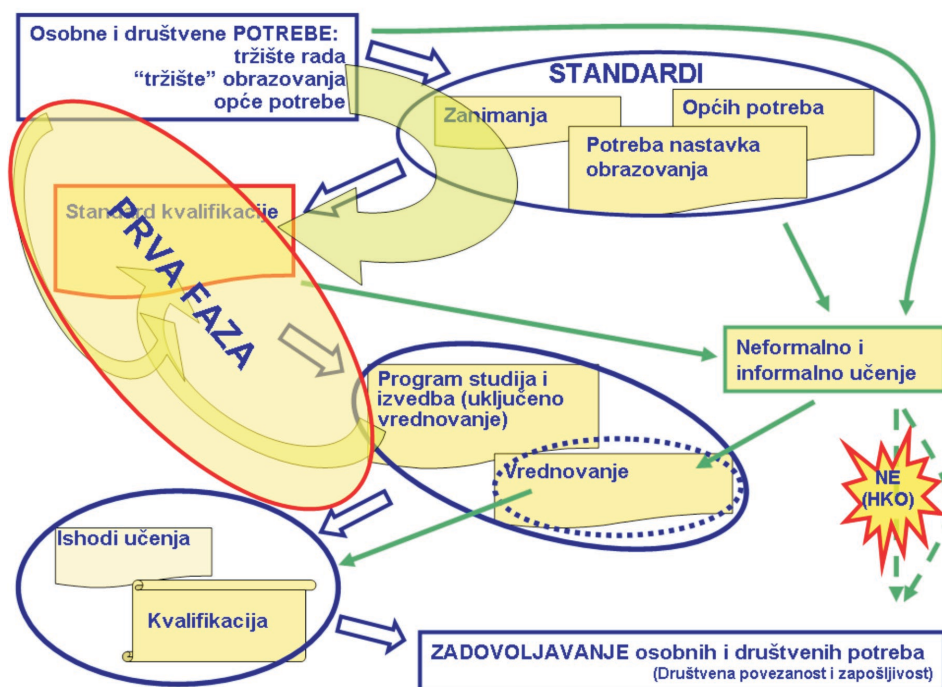 Osobne i društvene POTREBE:
tržište rada
“tržište” obrazovanja
opće potrebe
STANDARDI
Zanimanja
Općih potreba
Potreba nastavka
obrazovanja
Standard kvalifikacije
PRVA FAZA
Neformalno i
informalno učenje
Program studija i
izvedba (uključeno
vrednovanje)
Vrednovanje
NE
(HKO)
Ishodi učenja
Kvalifikacija
ZADOVOLJAVANJE osobnih i društvenih potreba
(Društvena povezanost i zapošljivost)